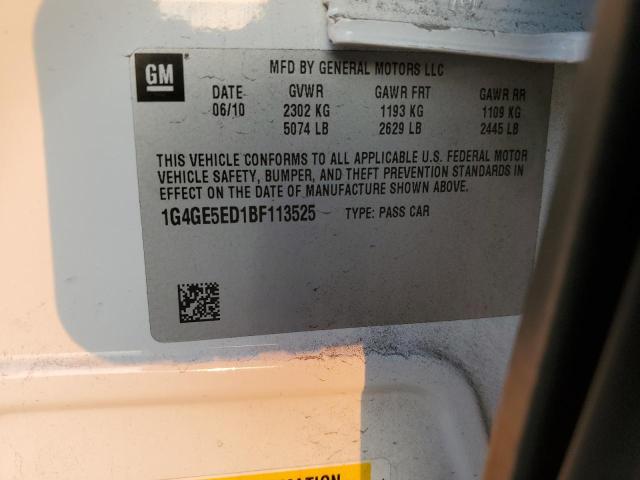 GM
MFD BY GENERAL MOTORS LLC
DATE GVWR GAWR FRT GAWR RR
06/10 2302 KG 1193 KG 1109 KG
5074 LB 2629 LB 2445 LB
THIS VEHICLE CONFORMS TO ALL APPLICABLE U.S. FEDERAL MOTOR
VEHICLE SAFETY, BUMPER, AND THEFT PREVENTION STANDARDS IN
EFFECT ON THE DATE OF MANUFACTURE SHOWN ABOVE.
1G4GE5ED1BF113525 TYPE: PASS CAR